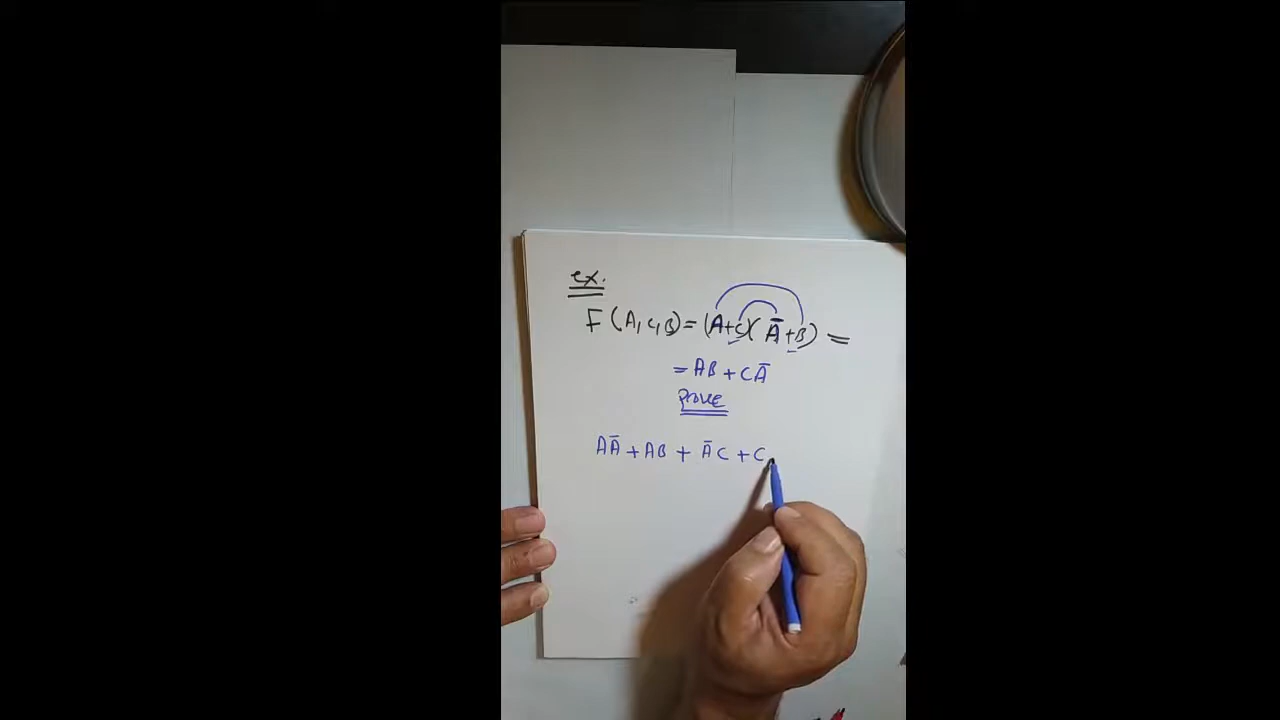 ex.
F(A,C,B)=(A+C)(Ā+B)=
=AB+CĀ
prove
AĀ+AB+ĀC+C